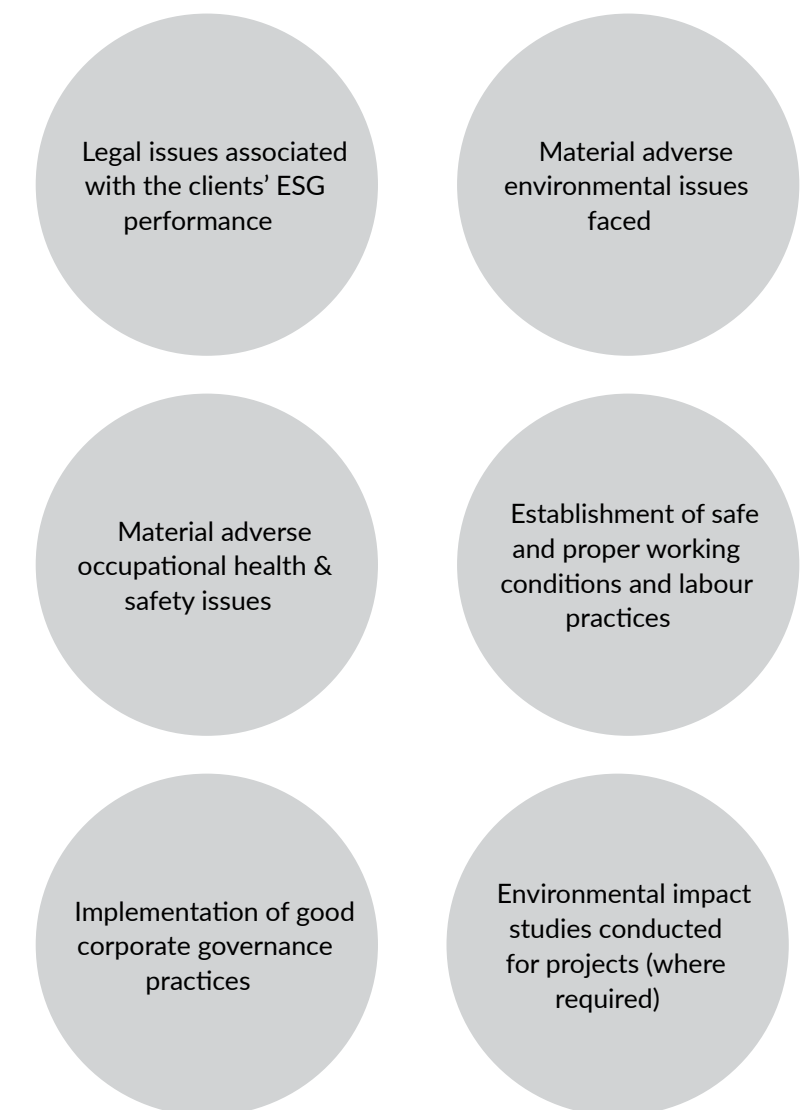 Legal issues associated
with the clients’ ESG
performance
Material adverse
environmental issues
faced
Material adverse
occupational health &
safety issues
Establishment of safe
and proper working
conditions and labour
practices
Implementation of good
corporate governance
practices
Environmental impact
studies conducted
for projects (where
required)